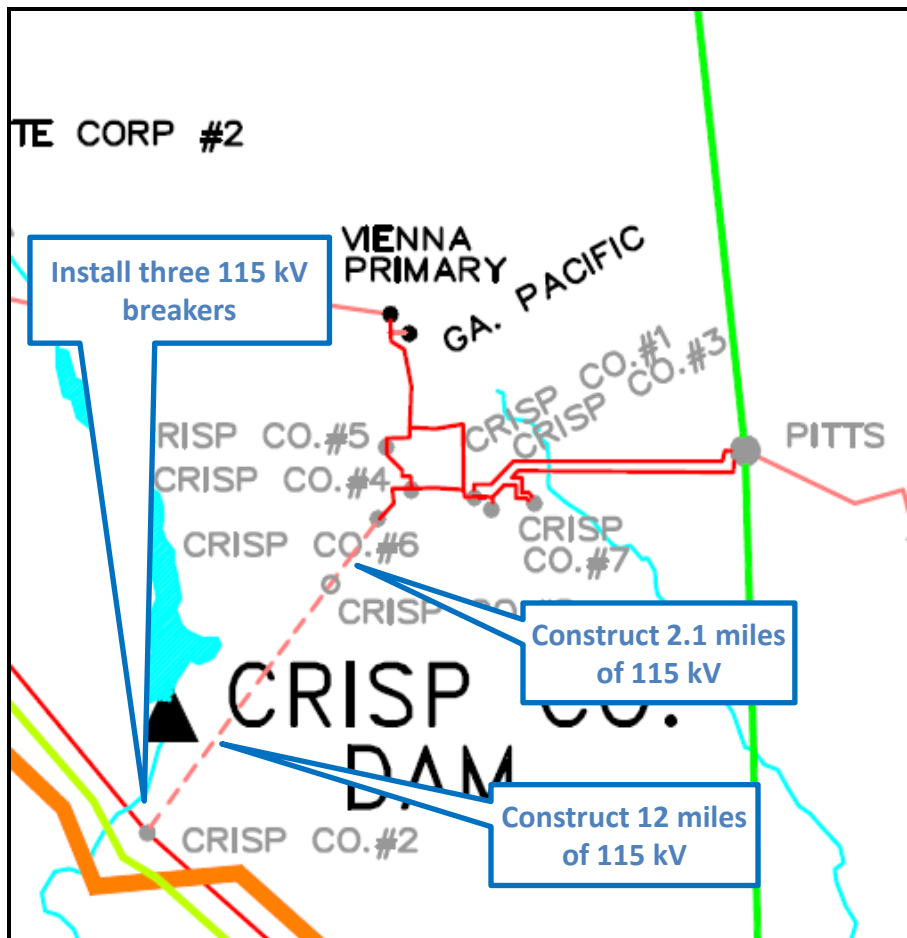 TE CORP #2
Install three 115 kV
breakers
VIENNA
PRIMARY
GA. PACIFIC
CRISP CO.#1
CRISP CO.#3
RISP CO.#5
CRISP CO.#4
PITTS
CRISP CO.#6
CRISP
CO.#7
CRISP
Construct 2.1 miles
of 115 kV
CRISP CO.
DAM
Construct 12 miles
of 115 kV
CRISP CO.#2